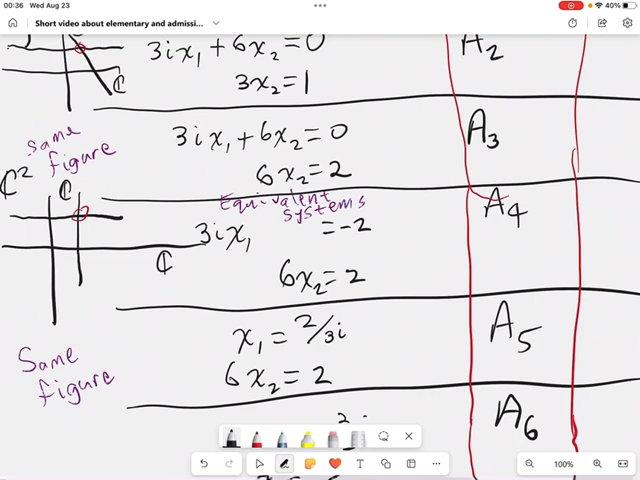 00:36 Wed Aug 23
40%
Short video about elementary and admissi...
3ix₁ + 6x₂ = 0
A₂
3x₂ = 1
ℂ
3ix₁ + 6x₂ = 0
A₃
Same figure
6x₂ = 2
ℂ²
ℂ
Equivalent systems
A₄
3ix₁ = -2
ℂ
6x₂ = 2
x₁ = 2/3i
A₅
Same figure
6x₂ = 2
A₆
100%